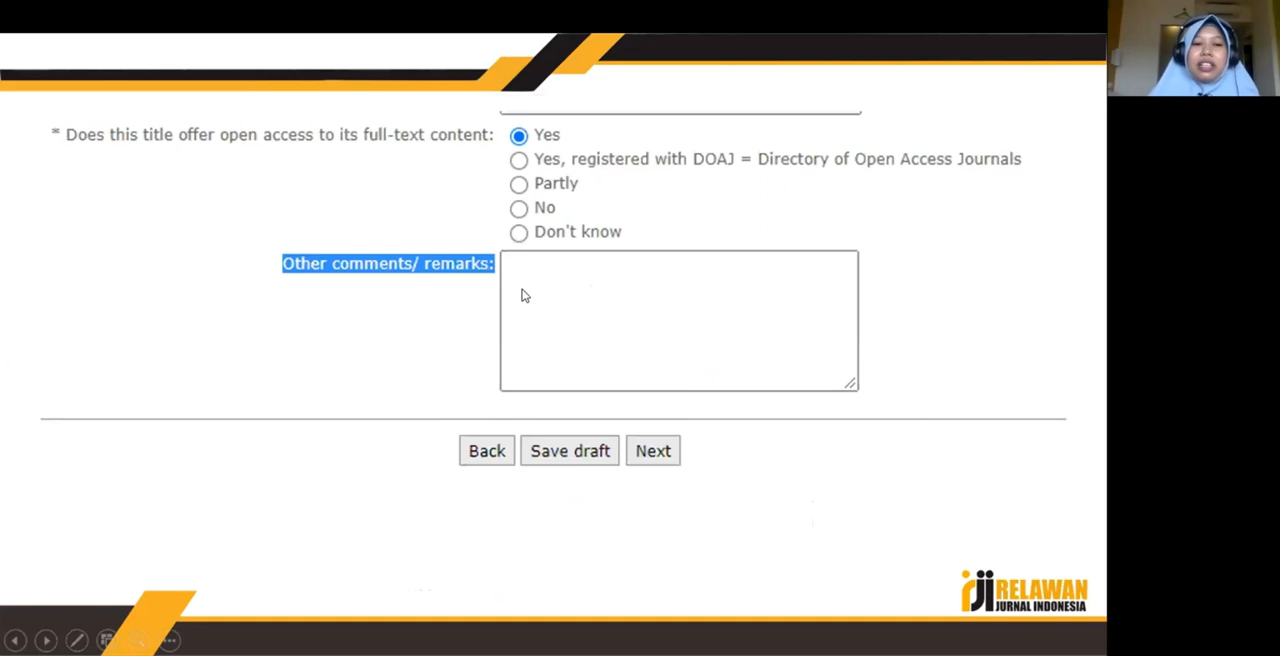 * Does this title offer open access to its full-text content:
Yes
Yes, registered with DOAJ = Directory of Open Access Journals
Partly
No
Don't know
Other comments/ remarks:
Back
Save draft
Next
rji RELAWAN
JURNAL INDONESIA